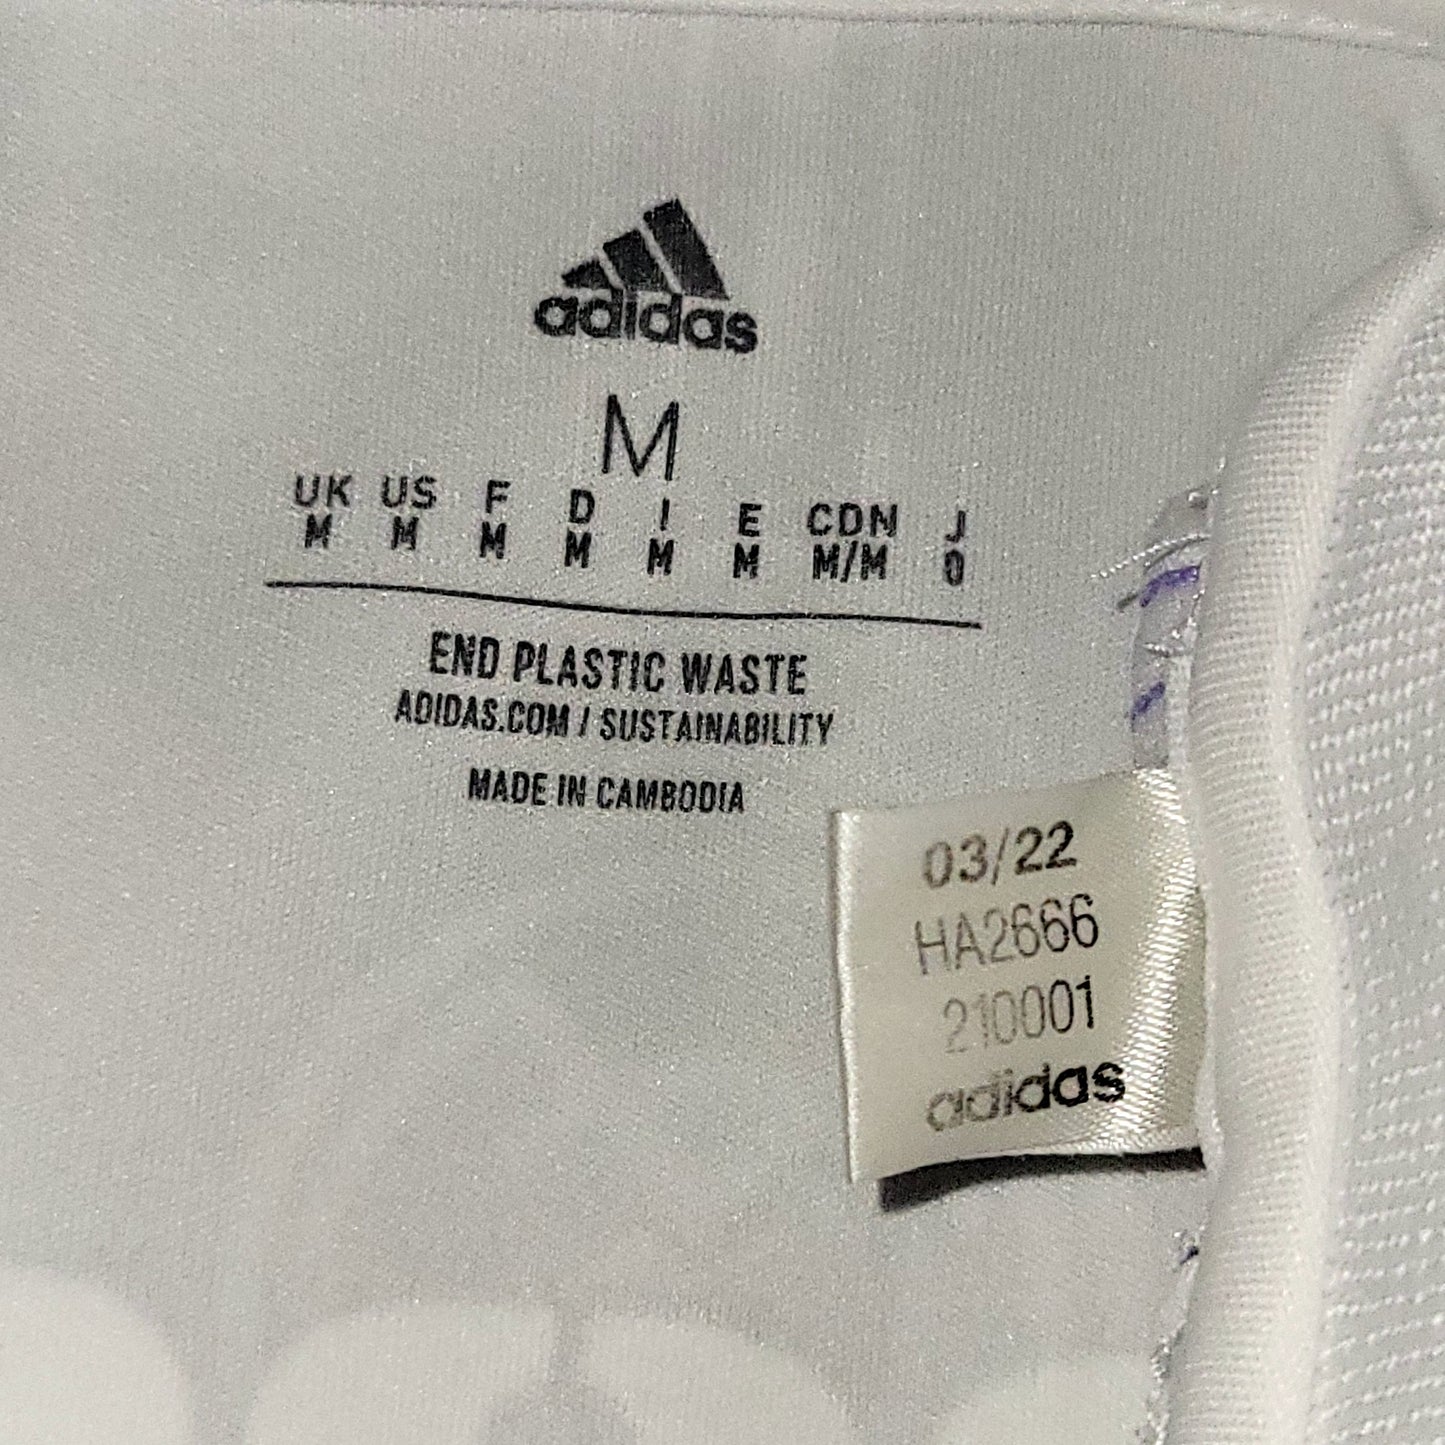 adidas
M
UK US F D I E CDN J
M M M M M M M/M O
END PLASTIC WASTE
ADIDAS.COM / SUSTAINABILITY
MADE IN CAMBODIA
03/22
HA2666
210001
adidas